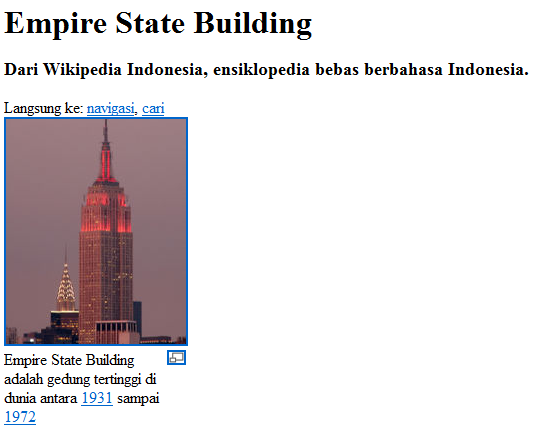 Empire State Building
Dari Wikipedia Indonesia, ensiklopedia bebas berbahasa Indonesia.
Langsung ke: navigasi, cari
Empire State Building
adalah gedung tertinggi di
dunia antara 1931 sampai
1972